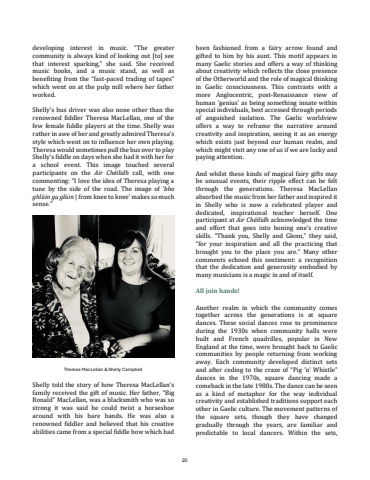 developing interest in music. "The greater
community is always kind of looking out [to] see
that interest sparking," she said. She received
music books, and a music stand, as well as
benefiting from the "fast-paced trading of tapes"
which went on at the pulp mill where her father
worked.
Shelly's bus driver was also none other than the
renowned fiddler Theresa MacLellan, one of the
few female fiddle players at the time. Shelly was
rather in awe of her and greatly admired Theresa's
style which went on to influence her own playing.
Theresa would sometimes pull the bus over to play
Shelly's fiddle on days when she had it with her for
a school event. This image touched several
participants on the Air Chèilidh call, with one
commenting: "I love the idea of Theresa playing a
tune by the side of the road. The image of 'bho
ghlùin gu glùin | from knee to knee' makes so much
sense."
Theresa MacLellan & Shelly Campbell
Shelly told the story of how Theresa MacLellan's
family received the gift of music. Her father, "Big
Ronald" MacLellan, was a blacksmith who was so
strong it was said he could twist a horseshoe
around with his bare hands. He was also a
renowned fiddler and believed that his creative
abilities came from a special fiddle bow which had
been fashioned from a fairy arrow found and
gifted to him by his aunt. This motif appears in
many Gaelic stories and offers a way of thinking
about creativity which reflects the close presence
of the Otherworld and the role of magical thinking
in Gaelic consciousness. This contrasts with a
more Anglocentric, post-Renaissance view of
human 'genius' as being something innate within
special individuals, best accessed through periods
of anguished isolation. The Gaelic worldview
offers a way to reframe the narrative around
creativity and inspiration, seeing it as an energy
which exists just beyond our human realm, and
which might visit any one of us if we are lucky and
paying attention.
And whilst these kinds of magical fairy gifts may
be unusual events, their ripple effect can be felt
through the generations. Theresa MacLellan
absorbed the music from her father and inspired it
in Shelly who is now a celebrated player and
dedicated, inspirational teacher herself. One
participant at Air Chèilidh acknowledged the time
and effort that goes into honing one's creative
skills. "Thank you, Shelly and Glenn," they said,
"for your inspiration and all the practicing that
brought you to the place you are." Many other
comments echoed this sentiment: a recognition
that the dedication and generosity embodied by
many musicians is a magic in and of itself.
All join hands!
Another realm in which the community comes
together across the generations is at square
dances. These social dances rose to prominence
during the 1930s when community halls were
built and French quadrilles, popular in New
England at the time, were brought back to Gaelic
communities by people returning from working
away. Each community developed distinct sets
and after ceding to the craze of "Pig 'n' Whistle"
dances in the 1970s, square dancing made a
comeback in the late 1980s. The dance can be seen
as a kind of metaphor for the way individual
creativity and established traditions support each
other in Gaelic culture. The movement patterns of
the square sets, though they have changed
gradually through the years, are familiar and
predictable to local dancers. Within the sets,
20